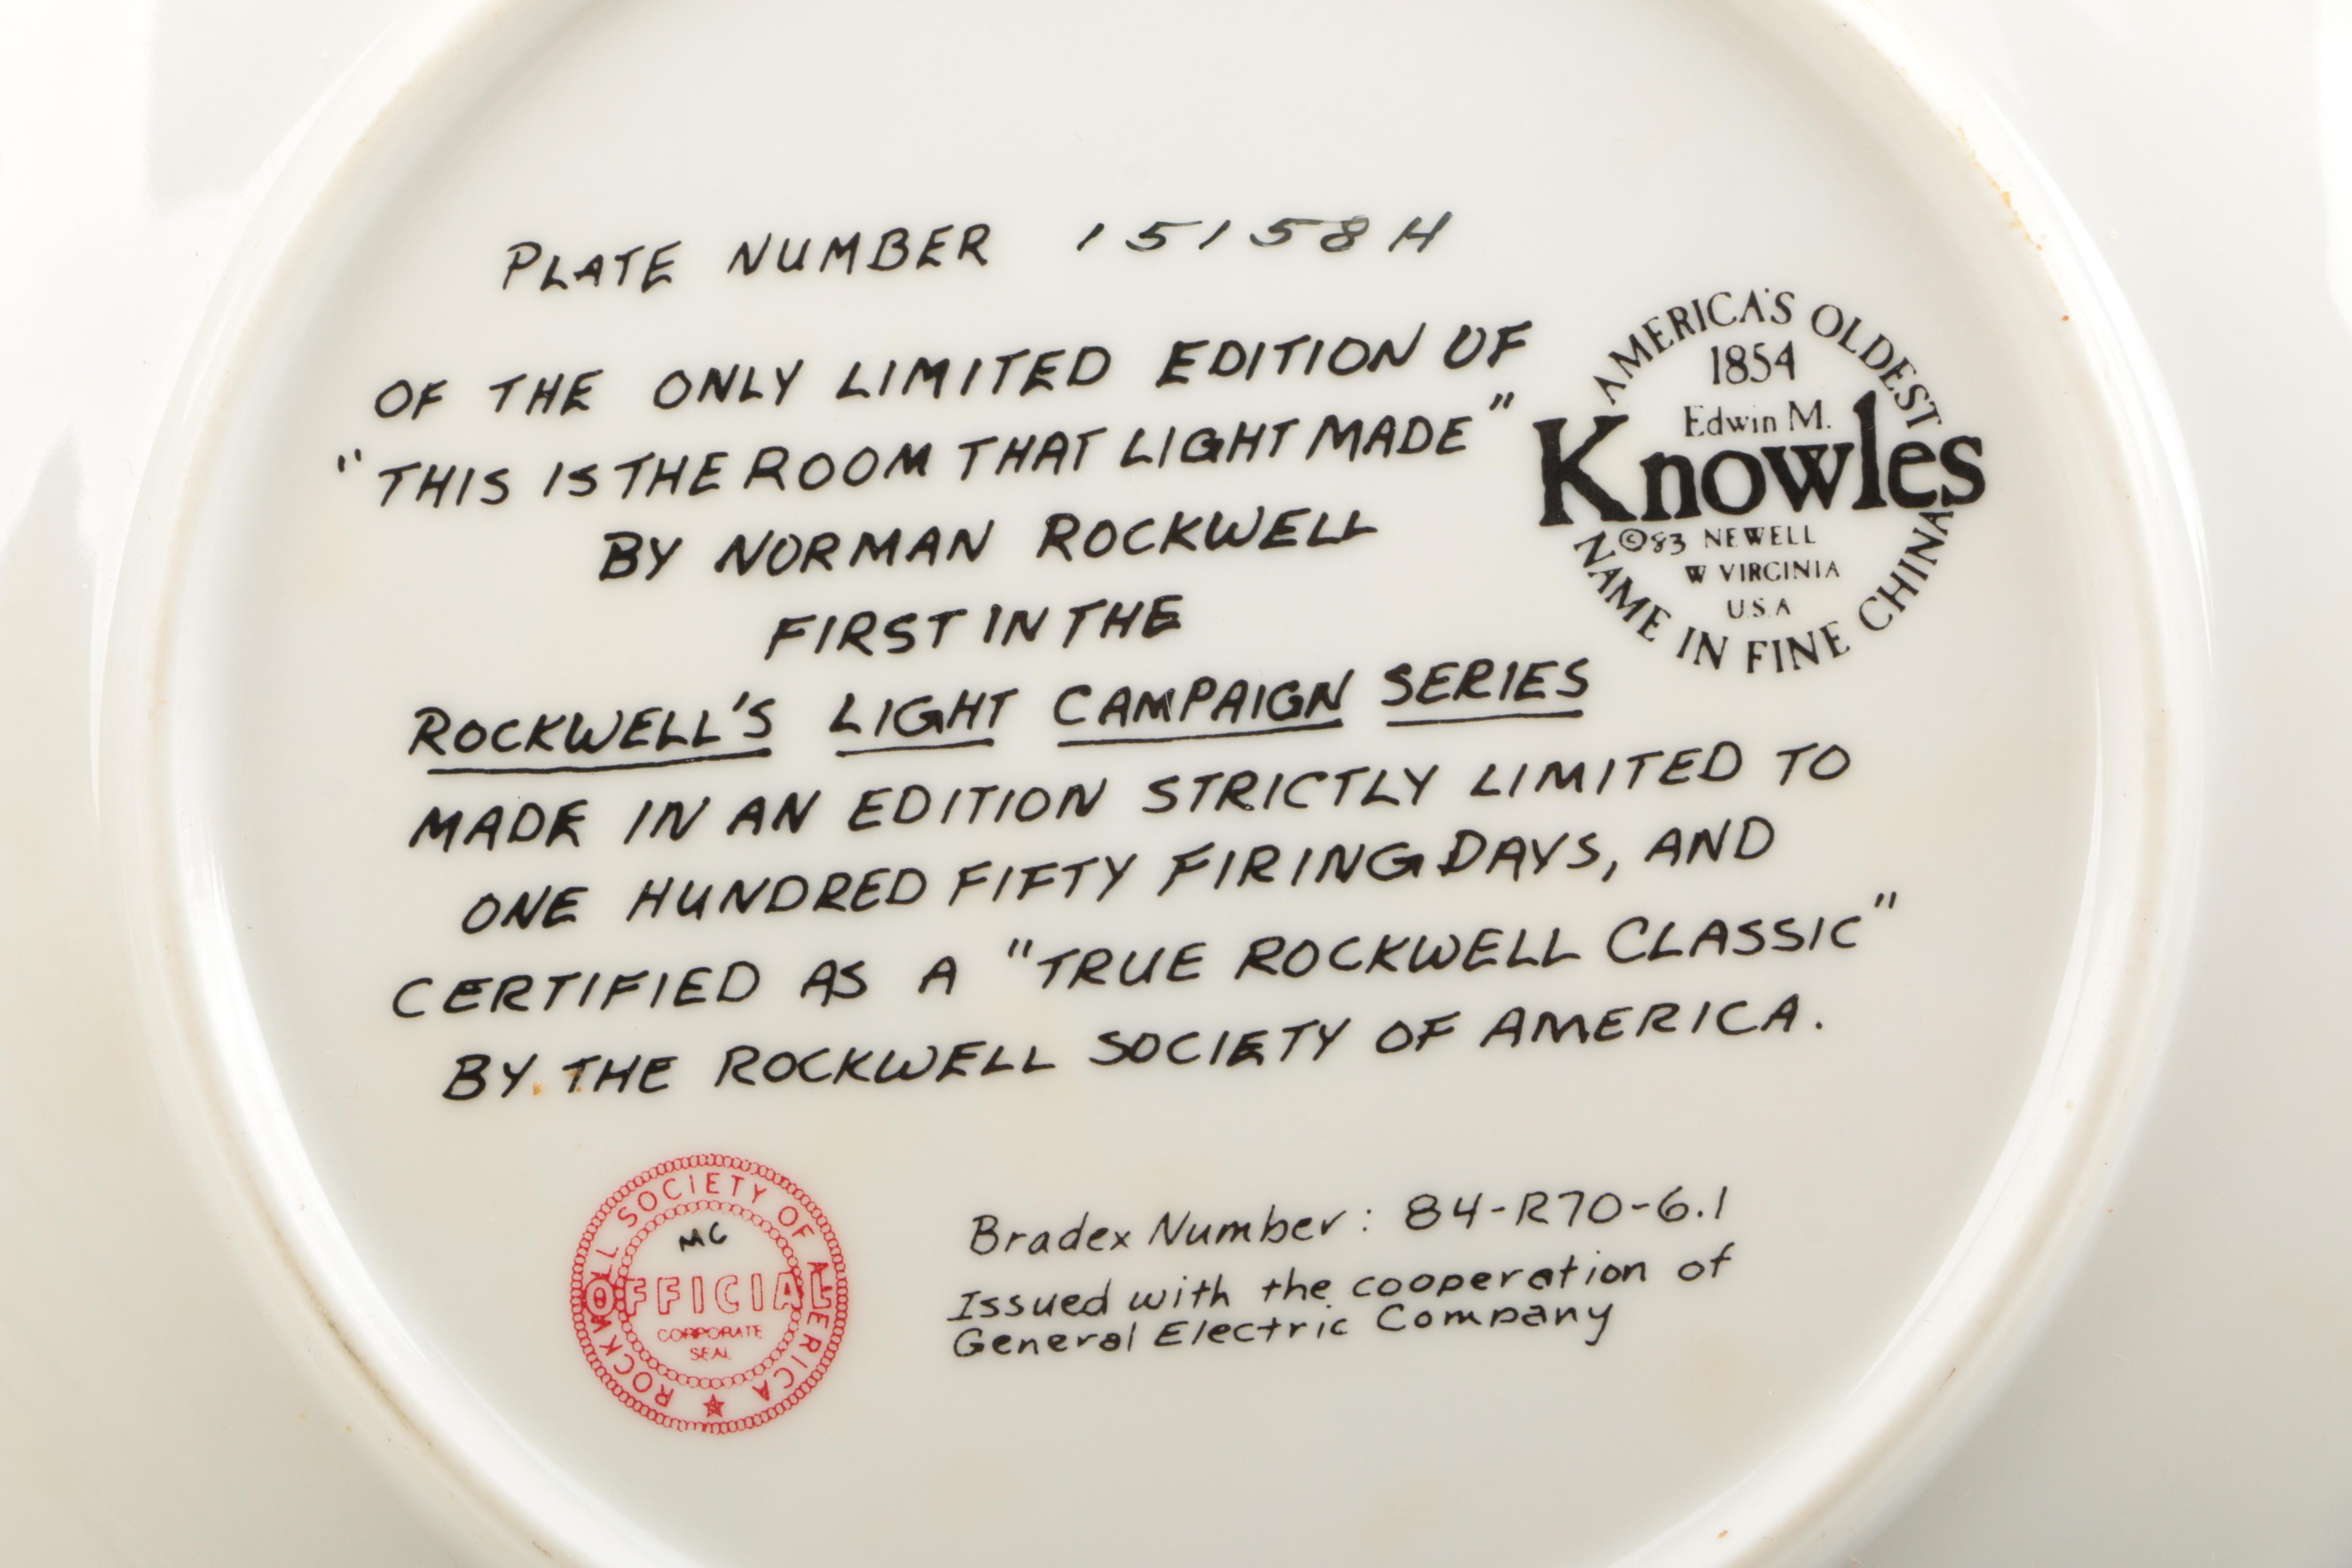 PLATE NUMBER 15158H
OF THE ONLY LIMITED EDITION OF
"THIS IS THE ROOM THAT LIGHT MADE"
BY NORMAN ROCKWELL
FIRST IN THE
ROCKWELL'S LIGHT CAMPAIGN SERIES
MADE IN AN EDITION STRICTLY LIMITED TO
ONE HUNDRED FIFTY FIRING DAYS, AND
CERTIFIED AS A "TRUE ROCKWELL CLASSIC"
BY THE ROCKWELL SOCIETY OF AMERICA.
AMERICA'S OLDEST
1854
Edwin M.
Knowles
©83 NEWELL
W VIRGINIA
U.S.A
NAME IN FINE CHINA
ROCKWELL SOCIETY OF AMERICA
MC
OFFICIAL
CORPORATE
SEAL
Bradex Number: 84-R70-6.1
Issued with the cooperation of
General Electric Company